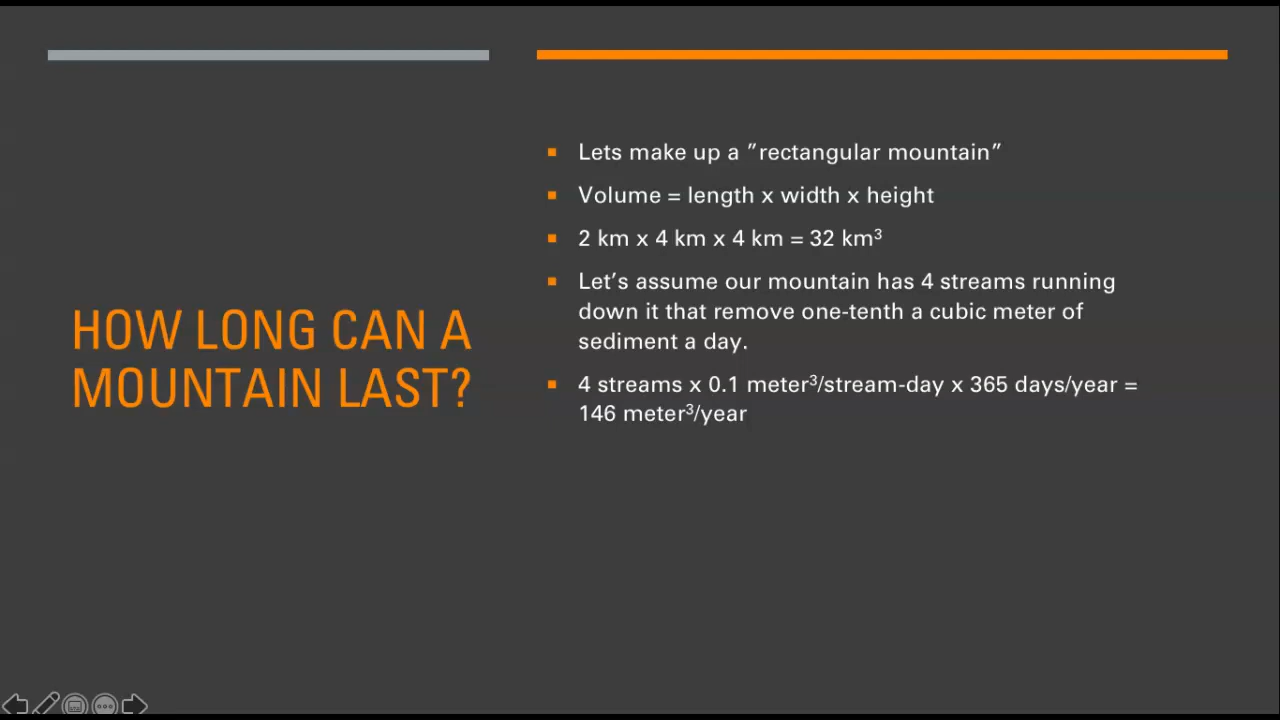 HOW LONG CAN A
MOUNTAIN LAST?
▪ Lets make up a ”rectangular mountain”
▪ Volume = length x width x height
▪ 2 km x 4 km x 4 km = 32 km³
▪ Let’s assume our mountain has 4 streams running
down it that remove one-tenth a cubic meter of
sediment a day.
▪ 4 streams x 0.1 meter³/stream-day x 365 days/year =
146 meter³/year